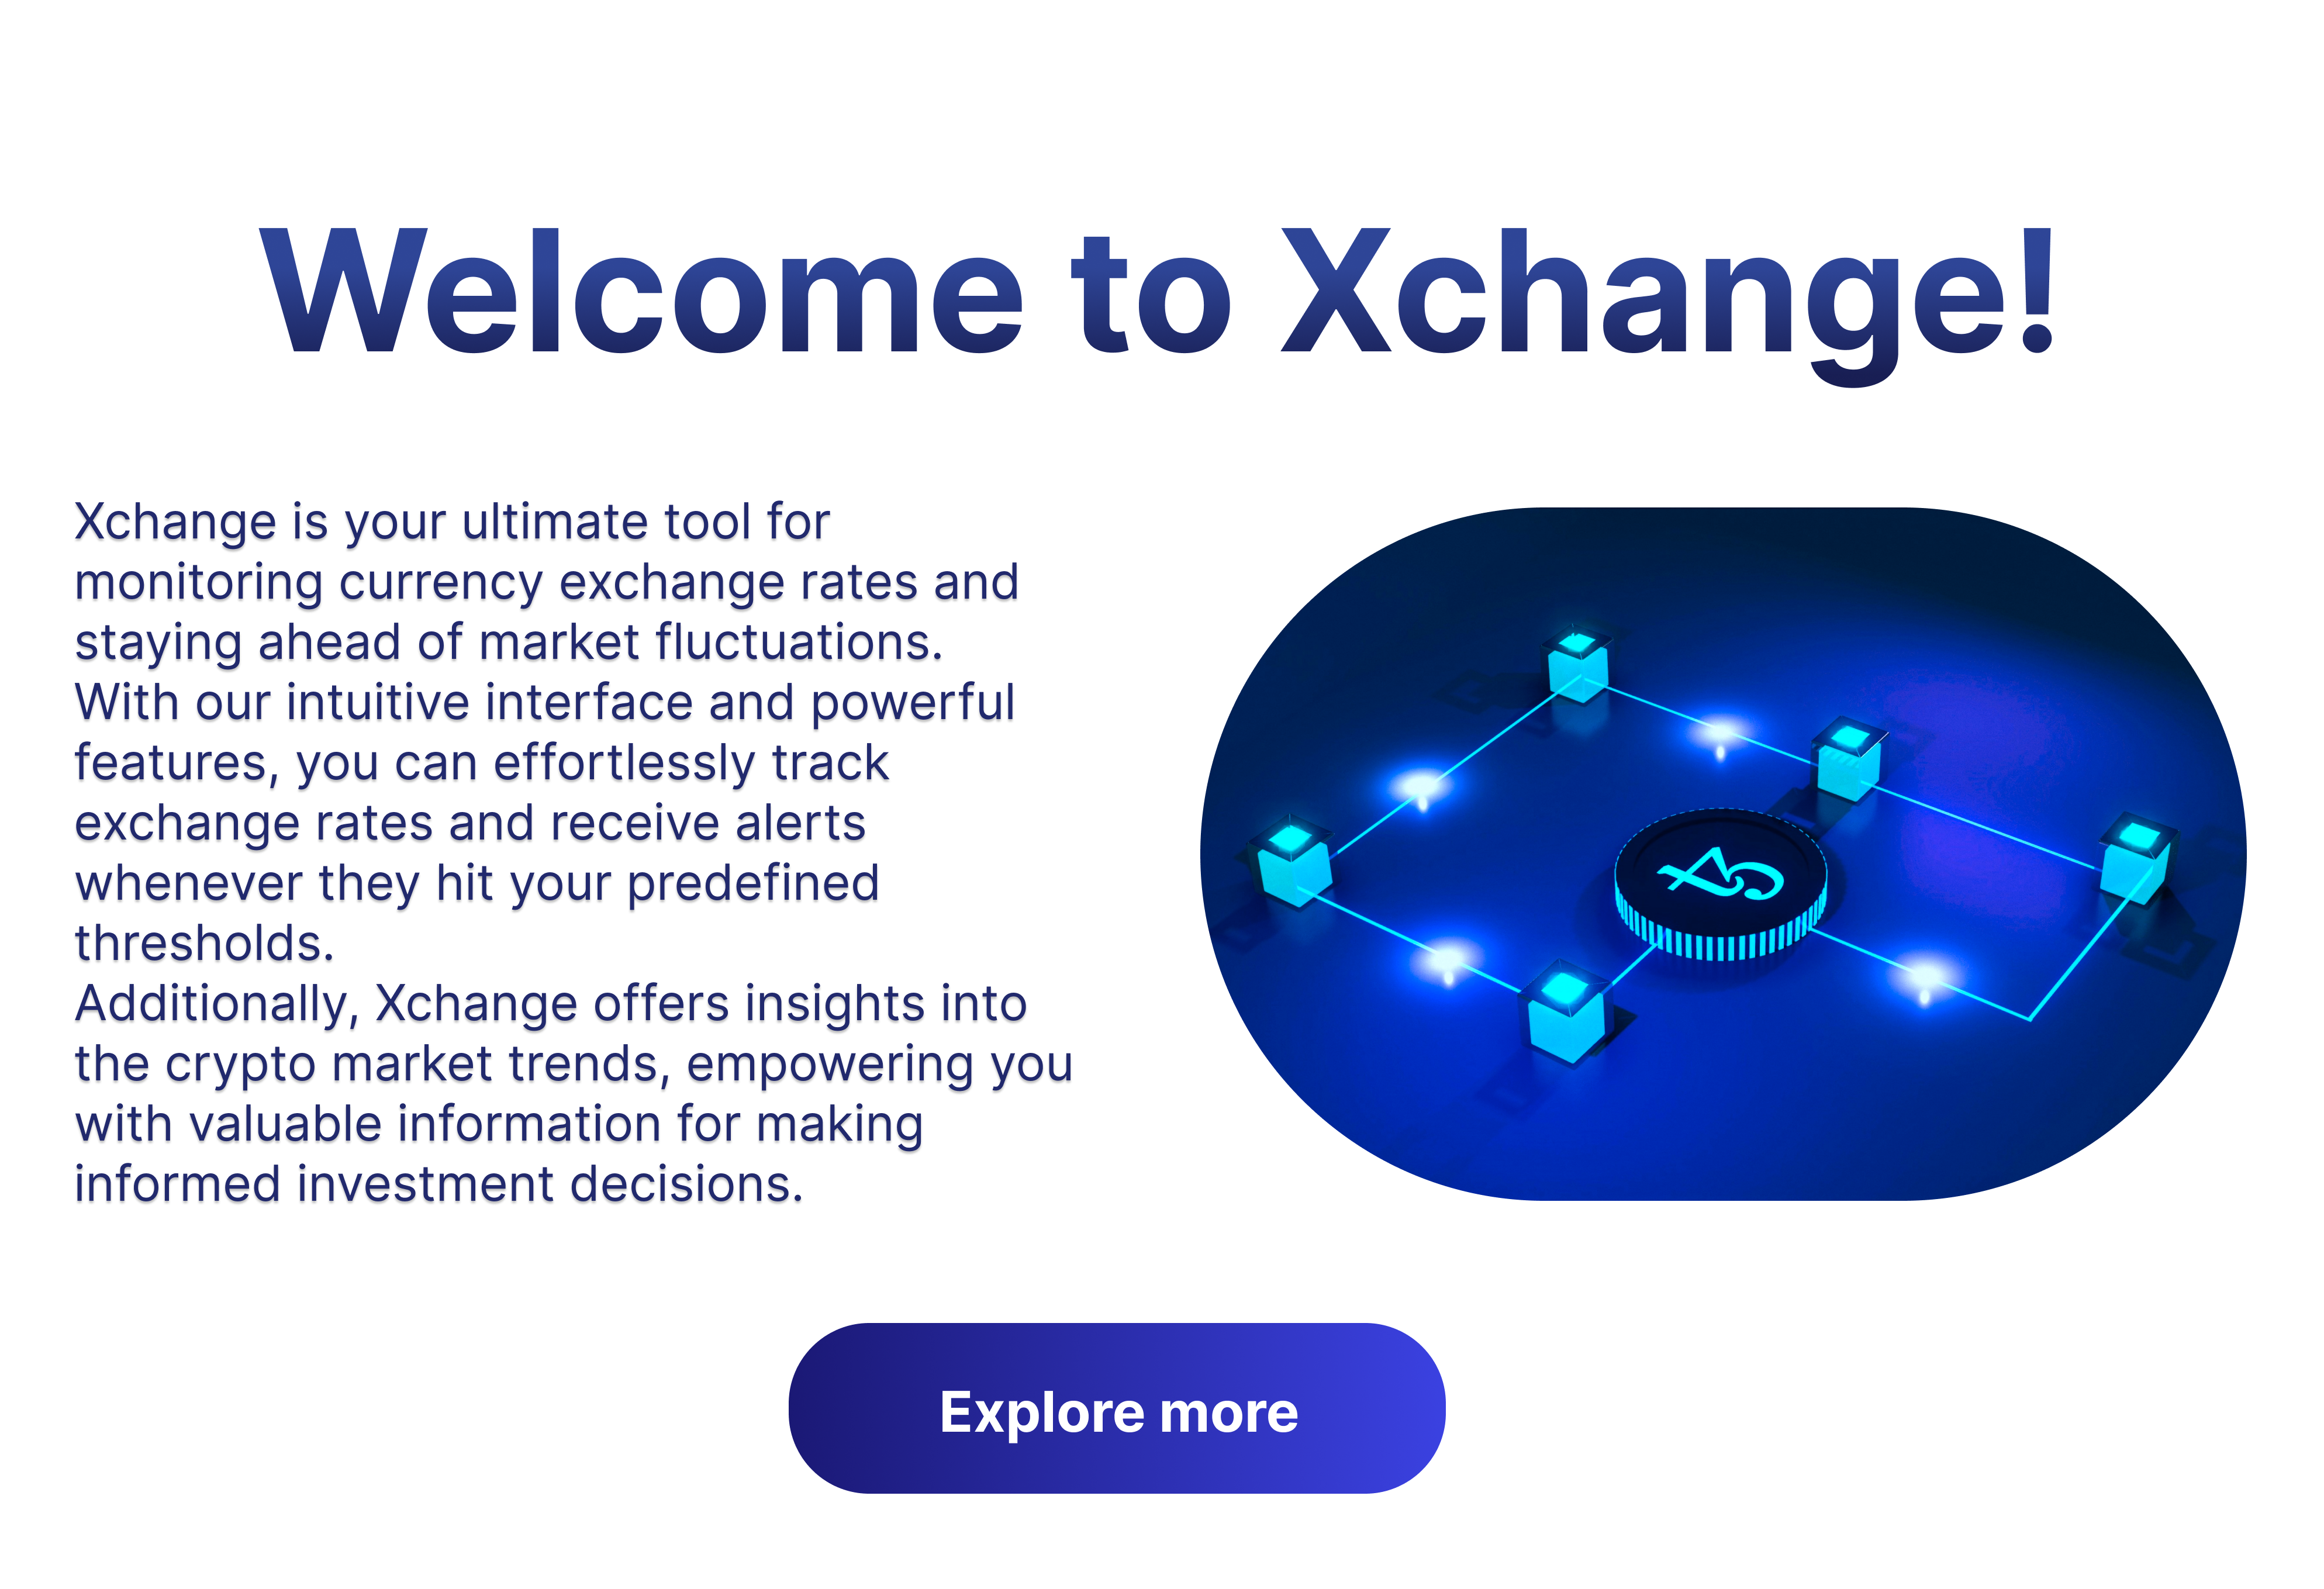 Welcome to Xchange!
Xchange is your ultimate tool for
monitoring currency exchange rates and
staying ahead of market fluctuations.
With our intuitive interface and powerful
features, you can effortlessly track
exchange rates and receive alerts
whenever they hit your predefined
thresholds.
Additionally, Xchange offers insights into
the crypto market trends, empowering you
with valuable information for making
informed investment decisions.
Explore more